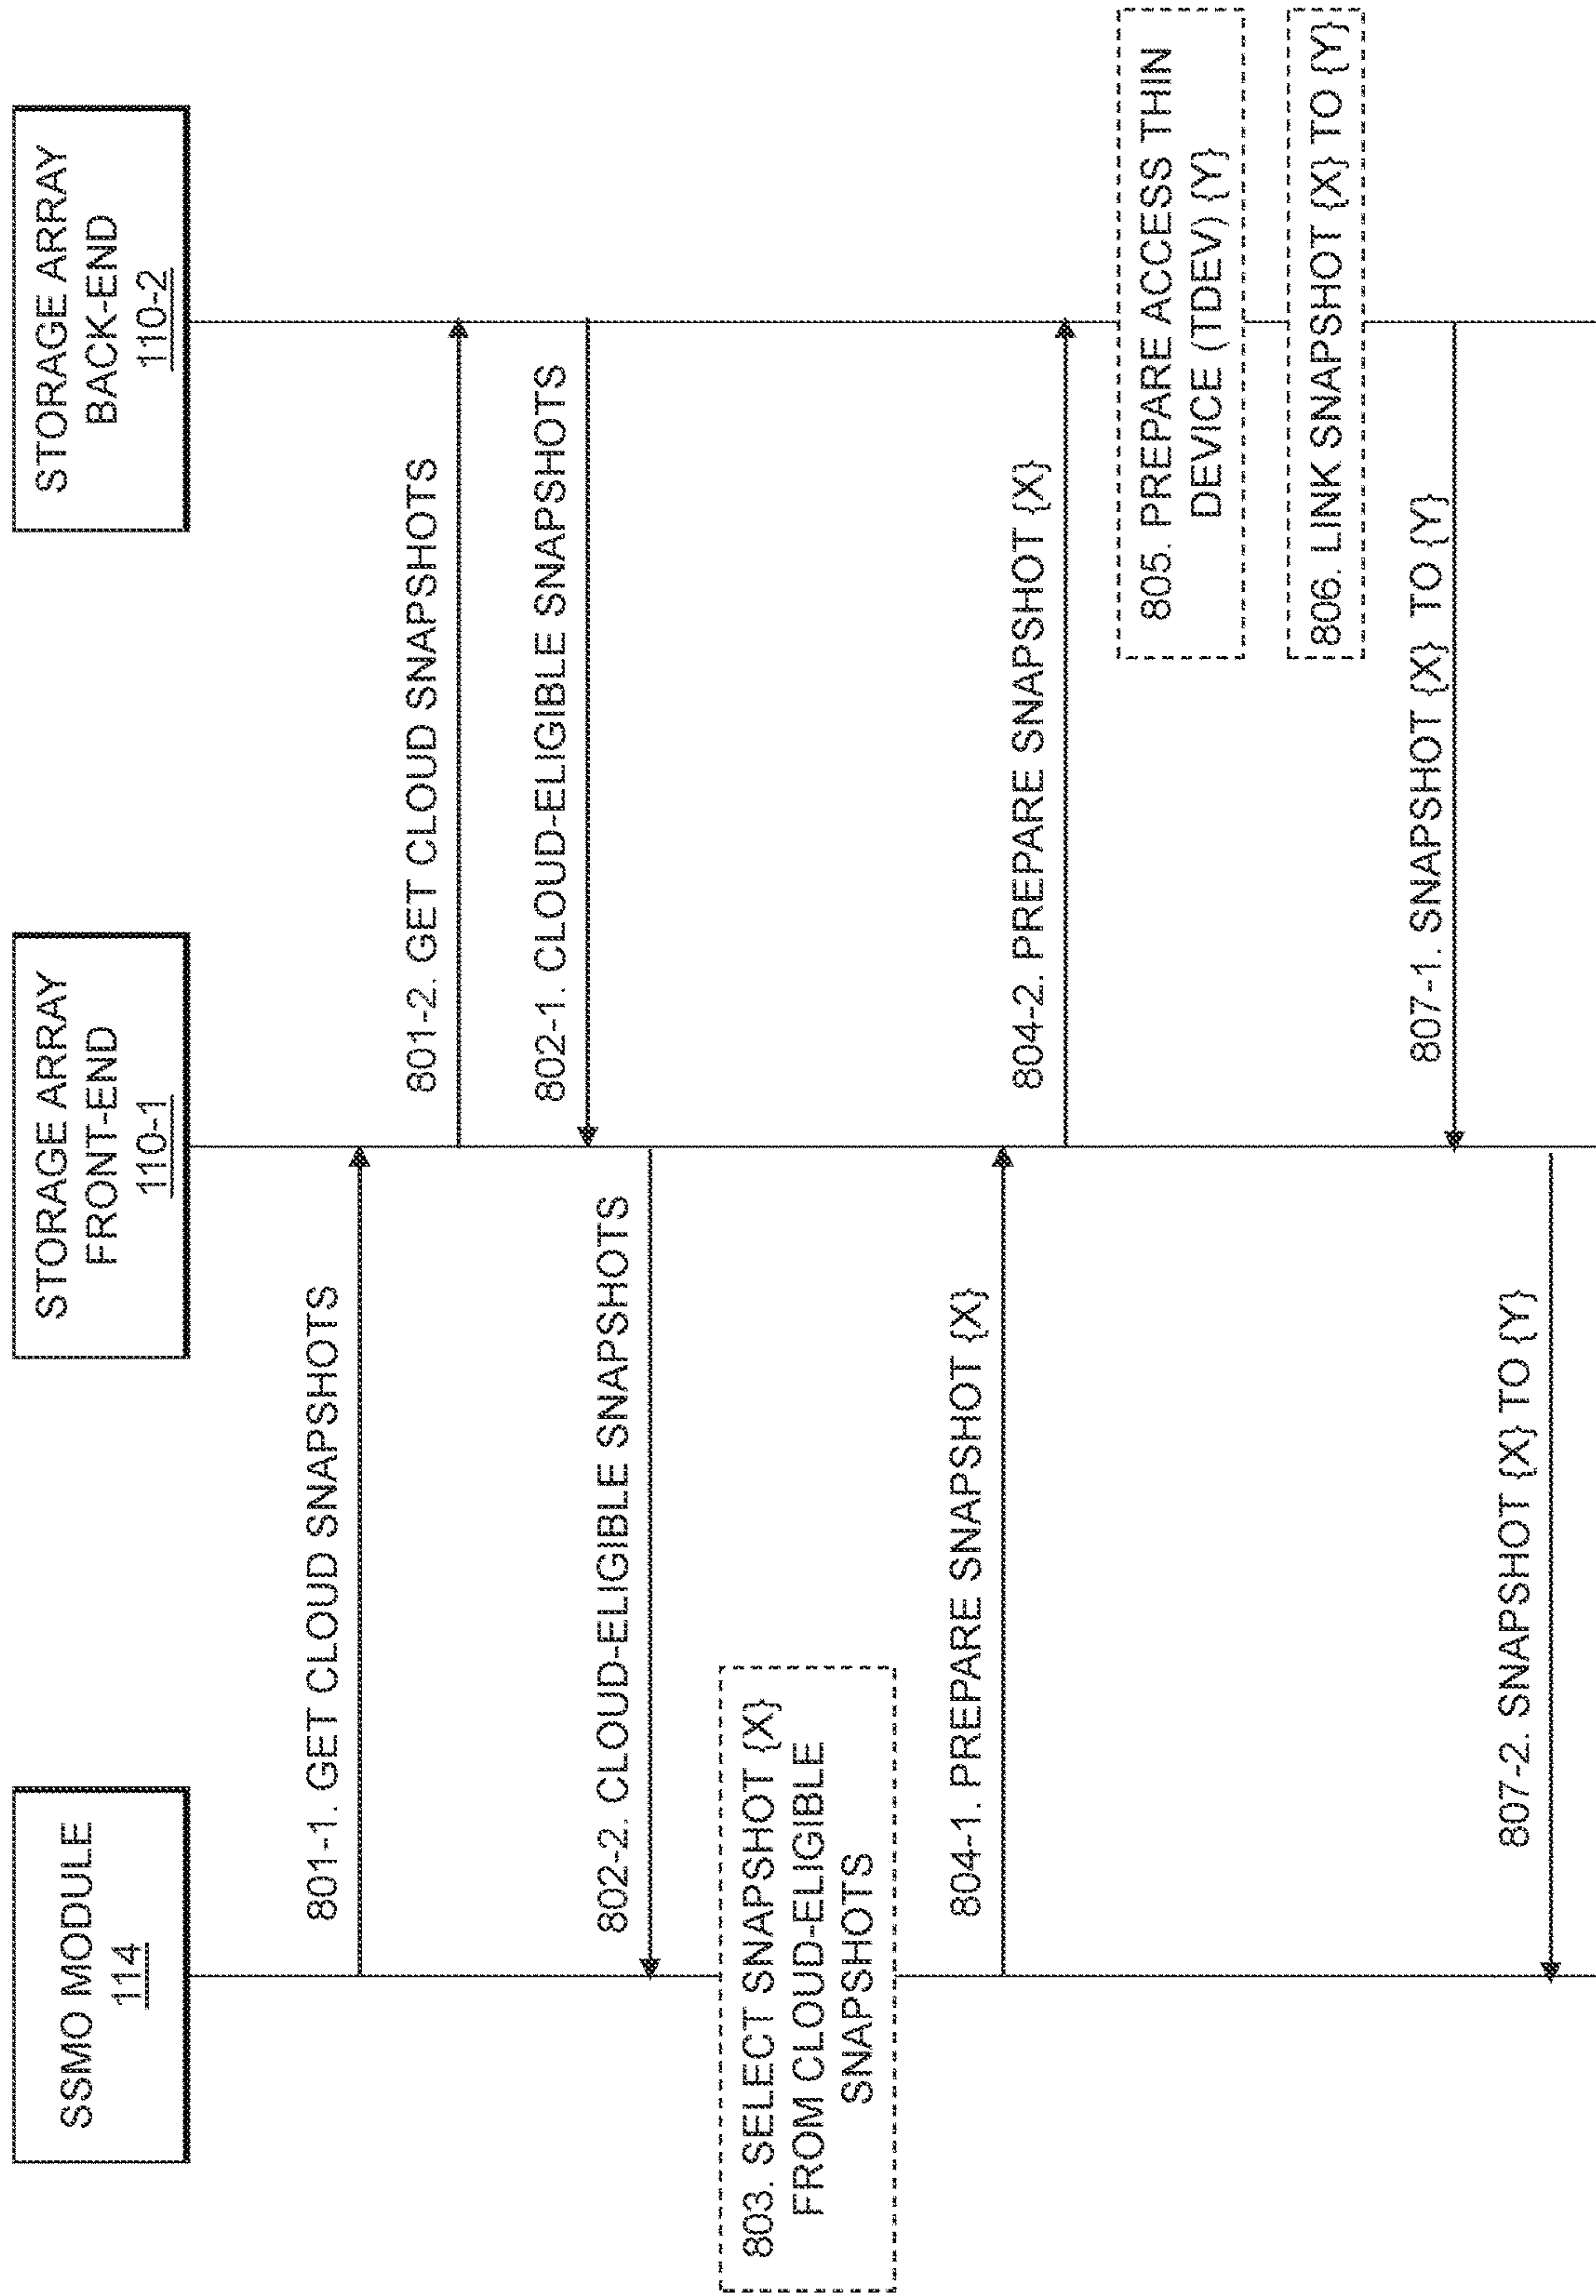 SSMO MODULE
114
STORAGE ARRAY
FRONT-END
110-1
STORAGE ARRAY
BACK-END
110-2
801-1. GET CLOUD SNAPSHOTS
801-2. GET CLOUD SNAPSHOTS
802-1. CLOUD-ELIGIBLE SNAPSHOTS
802-2. CLOUD-ELIGIBLE SNAPSHOTS
803. SELECT SNAPSHOT {X}
FROM CLOUD-ELIGIBLE
SNAPSHOTS
804-1. PREPARE SNAPSHOT {X}
804-2. PREPARE SNAPSHOT {X}
805. PREPARE ACCESS THIN
DEVICE (TDEV) {Y}
806. LINK SNAPSHOT {X} TO {Y}
807-1. SNAPSHOT {X} TO {Y}
807-2. SNAPSHOT {X} TO {Y}